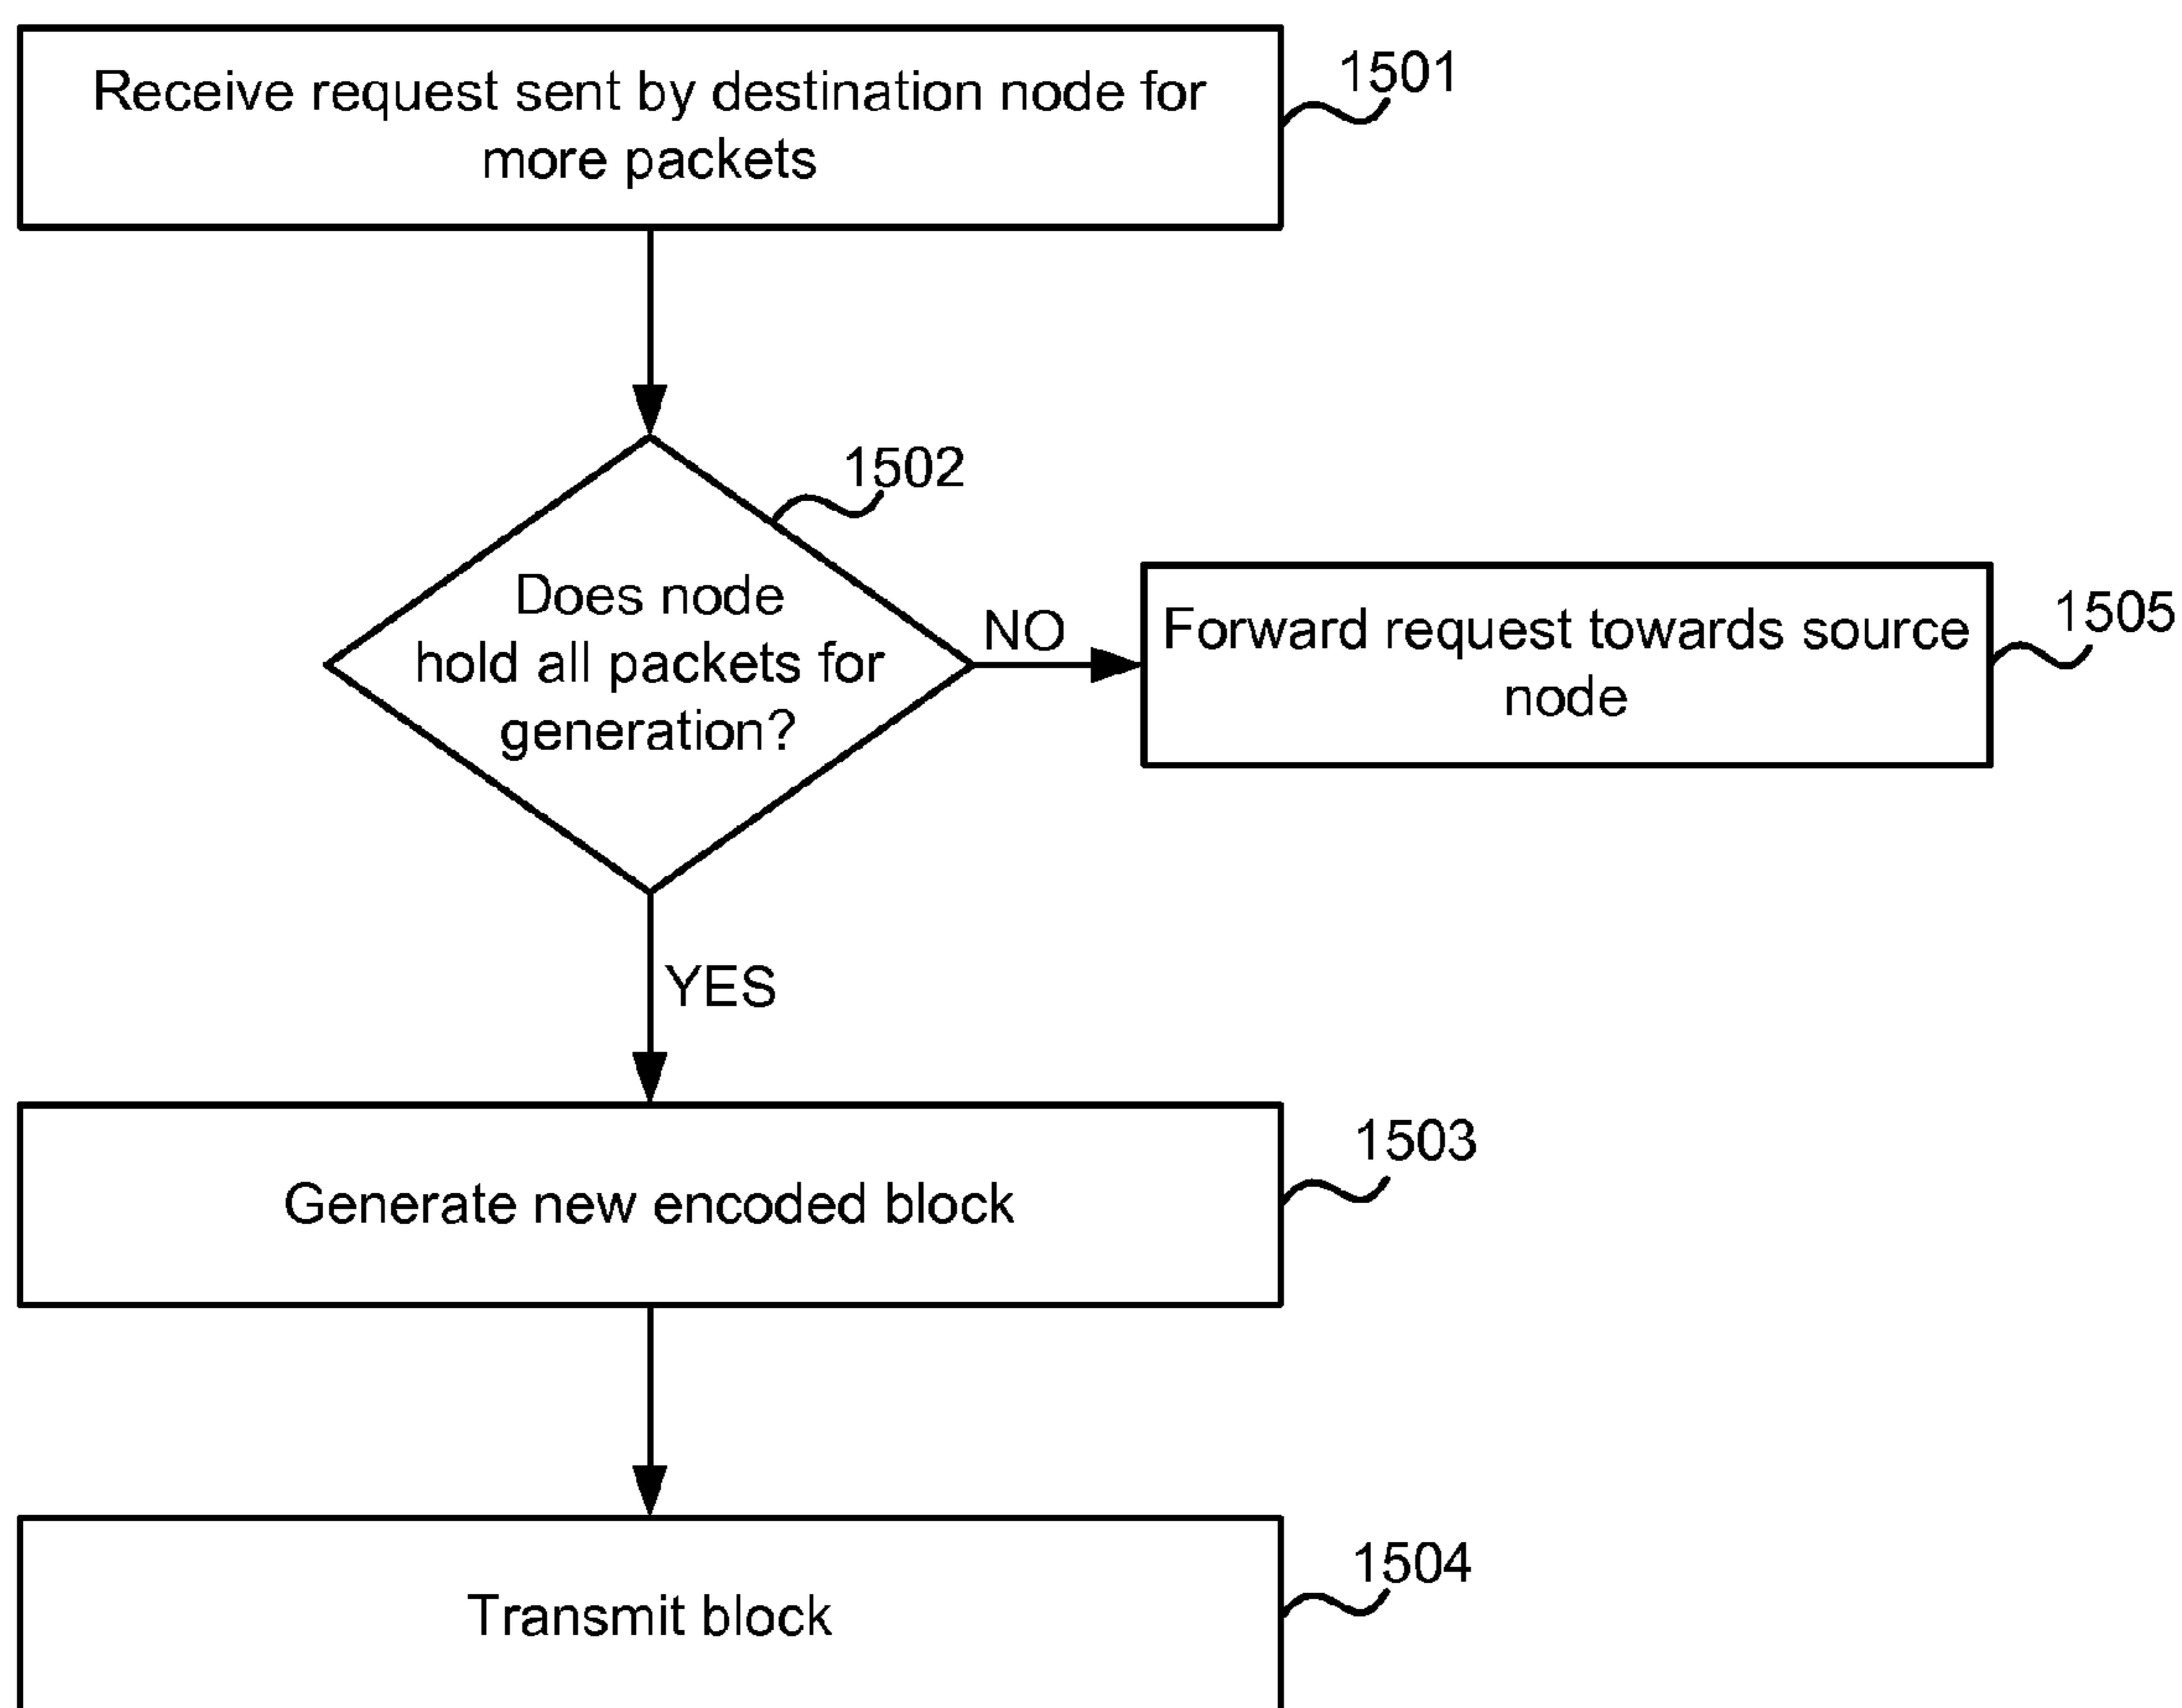 Receive request sent by destination node for
more packets
1501
1502
Does node
hold all packets for
generation?
NO
Forward request towards source
node
1505
YES
Generate new encoded block
1503
Transmit block
1504